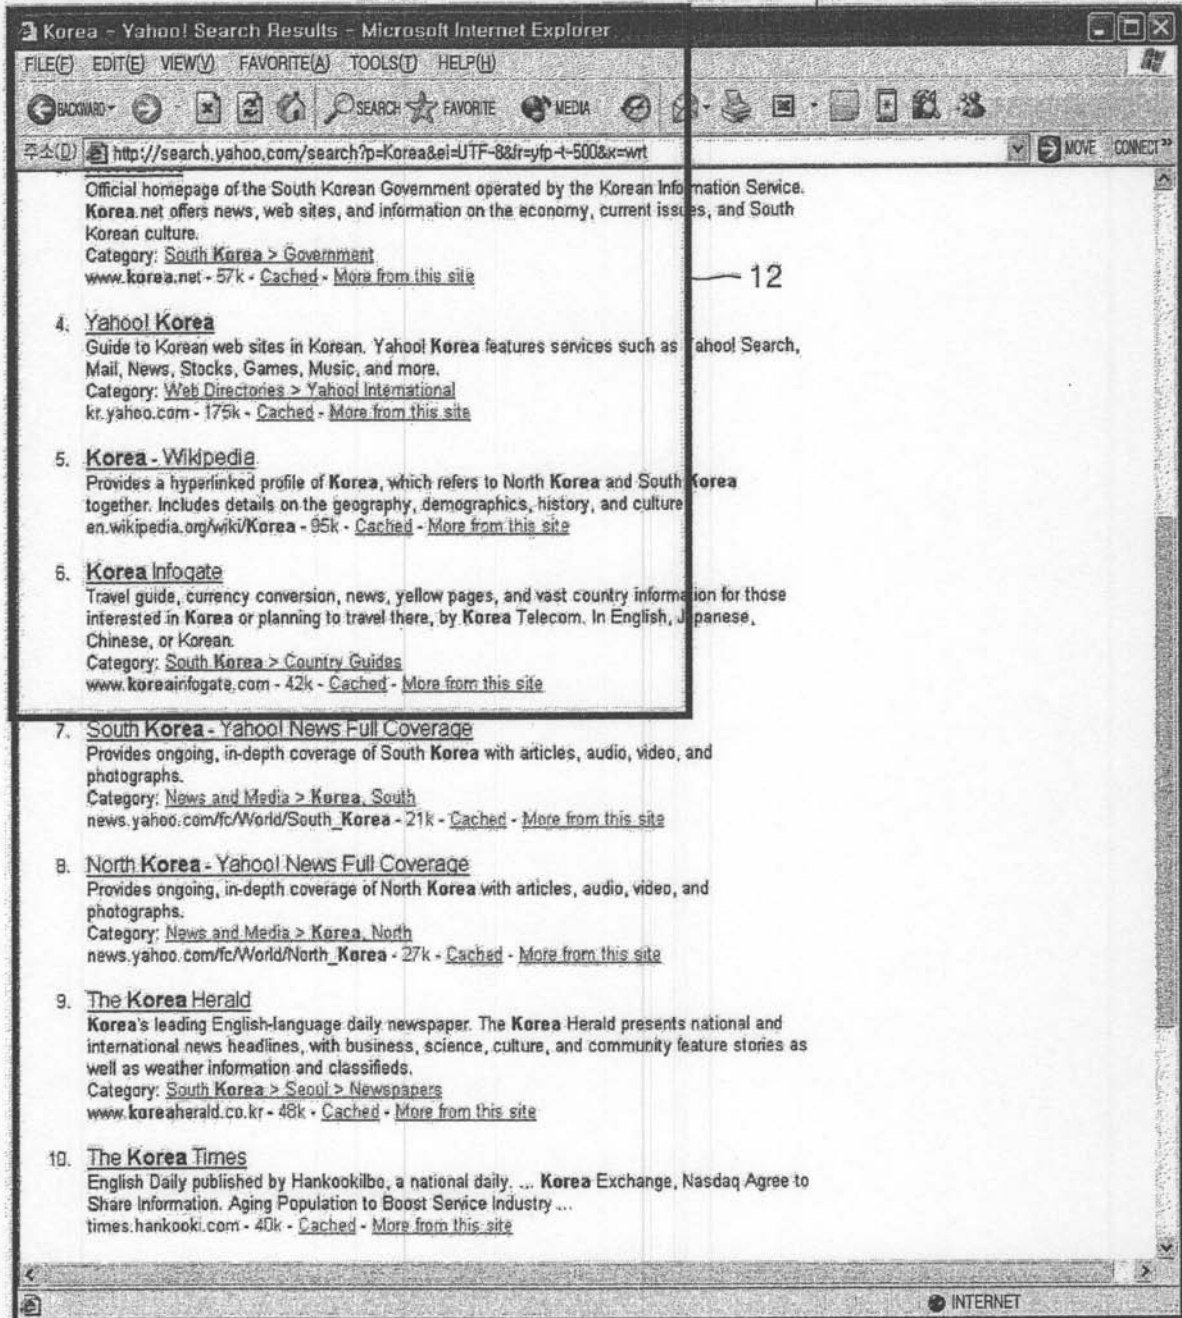 Korea - Yahoo! Search Results - Microsoft Internet Explorer
FILE(F) EDIT(E) VIEW(V) FAVORITE(A) TOOLS(T) HELP(H)
BACKWARD SEARCH FAVORITE MEDIA
주소(D) http://search.yahoo.com/search?p=Korea&ei=UTF-8&fr=yfp-t-500&x=wrt MOVE CONNECT »
Official homepage of the South Korean Government operated by the Korean Information Service.
Korea.net offers news, web sites, and information on the economy, current issues, and South
Korean culture.
Category: South Korea > Government
www.korea.net - 57k - Cached - More from this site
12
4. Yahoo! Korea
Guide to Korean web sites in Korean. Yahoo! Korea features services such as Yahoo! Search,
Mail, News, Stocks, Games, Music, and more.
Category: Web Directories > Yahoo! International
kr.yahoo.com - 175k - Cached - More from this site
5. Korea - Wikipedia
Provides a hyperlinked profile of Korea, which refers to North Korea and South Korea
together. Includes details on the geography, demographics, history, and culture
en.wikipedia.org/wiki/Korea - 95k - Cached - More from this site
6. Korea Infogate
Travel guide, currency conversion, news, yellow pages, and vast country information for those
interested in Korea or planning to travel there, by Korea Telecom. In English, Japanese,
Chinese, or Korean.
Category: South Korea > Country Guides
www.koreainfogate.com - 42k - Cached - More from this site
7. South Korea - Yahoo! News Full Coverage
Provides ongoing, in-depth coverage of South Korea with articles, audio, video, and
photographs.
Category: News and Media > Korea, South
news.yahoo.com/fc/World/South_Korea - 21k - Cached - More from this site
8. North Korea - Yahoo! News Full Coverage
Provides ongoing, in-depth coverage of North Korea with articles, audio, video, and
photographs.
Category: News and Media > Korea, North
news.yahoo.com/fc/World/North_Korea - 27k - Cached - More from this site
9. The Korea Herald
Korea's leading English-language daily newspaper. The Korea Herald presents national and
international news headlines, with business, science, culture, and community feature stories as
well as weather information and classifieds.
Category: South Korea > Seoul > Newspapers
www.koreaherald.co.kr - 48k - Cached - More from this site
10. The Korea Times
English Daily published by Hankookilbo, a national daily. ... Korea Exchange, Nasdaq Agree to
Share Information. Aging Population to Boost Service Industry ...
times.hankooki.com - 40k - Cached - More from this site
INTERNET